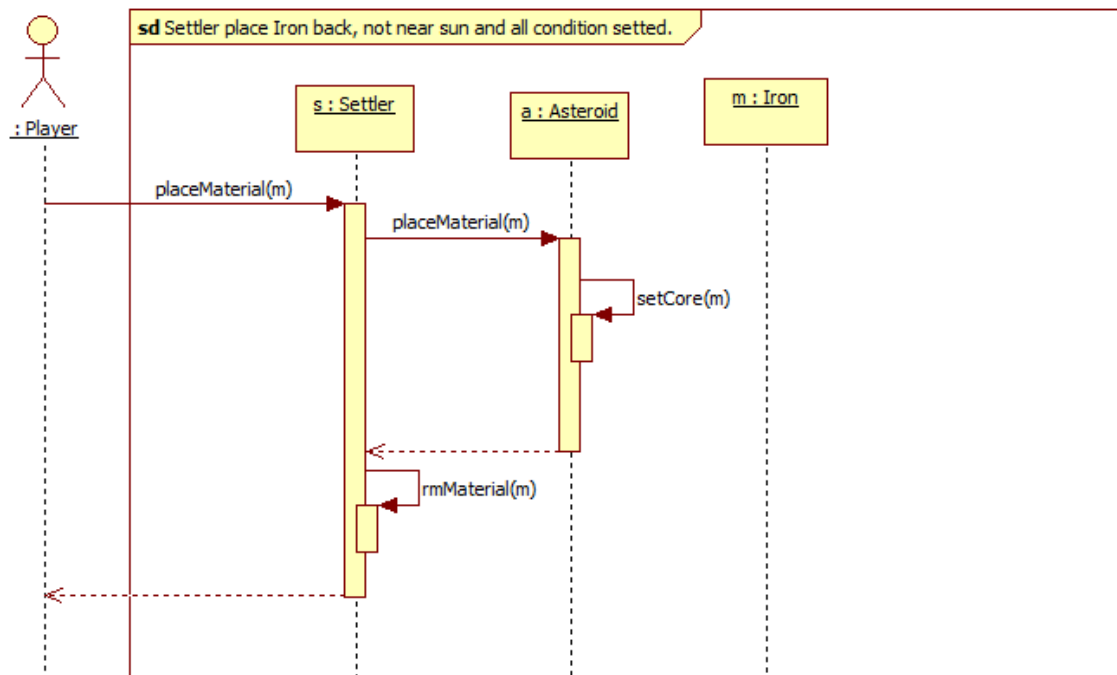 sd Settler place Iron back, not near sun and all condition setted.
: Player
s : Settler
a : Asteroid
m : Iron
placeMaterial(m)
placeMaterial(m)
setCore(m)
rmMaterial(m)